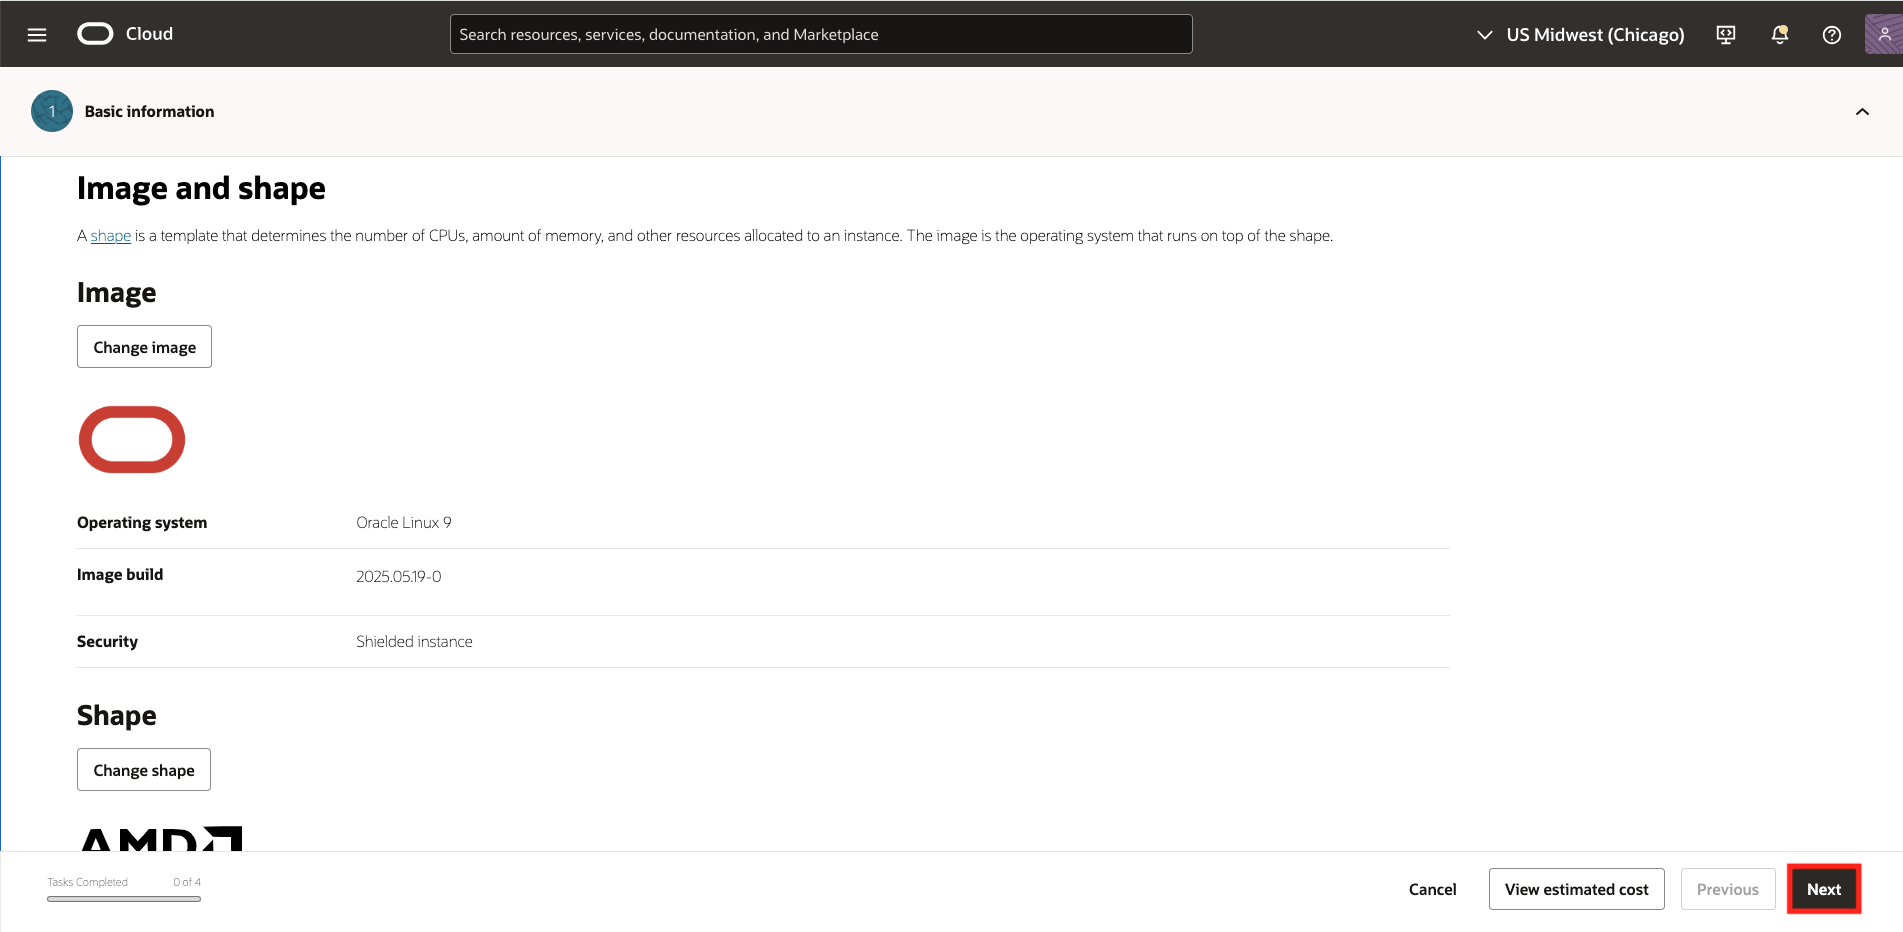 Cloud
Search resources, services, documentation, and Marketplace
US Midwest (Chicago)
1
Basic information
Image and shape
A shape is a template that determines the number of CPUs, amount of memory, and other resources allocated to an instance. The image is the operating system that runs on top of the shape.
Image
Change image
Operating system Oracle Linux 9
Image build 2025.05.19-0
Security Shielded instance
Shape
Change shape
AMD
Tasks Completed 0 of 4
Cancel
View estimated cost
Previous
Next